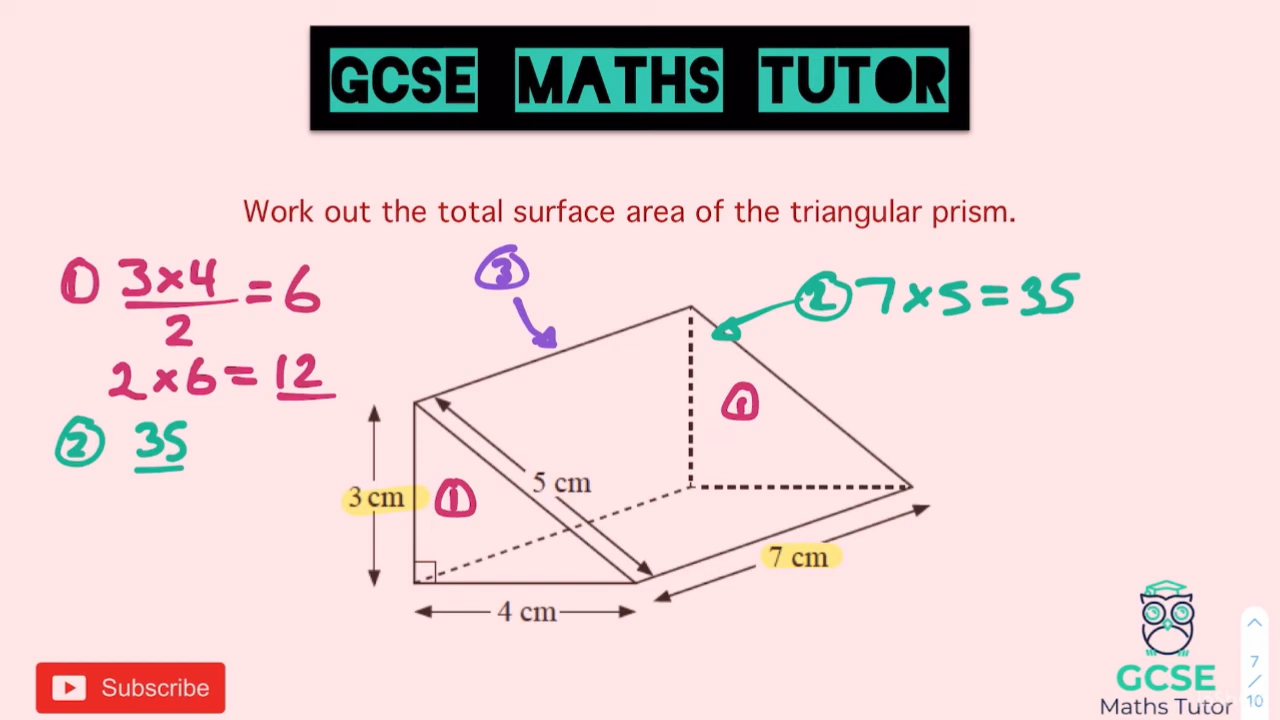 GCSE MATHS TUTOR
Work out the total surface area of the triangular prism.
① 3×4/2 = 6
2×6 = 12
② 35
③
② 7×5=35
①
①
3 cm
5 cm
4 cm
7 cm
Subscribe
GCSE
Maths Tutor
7
/
10